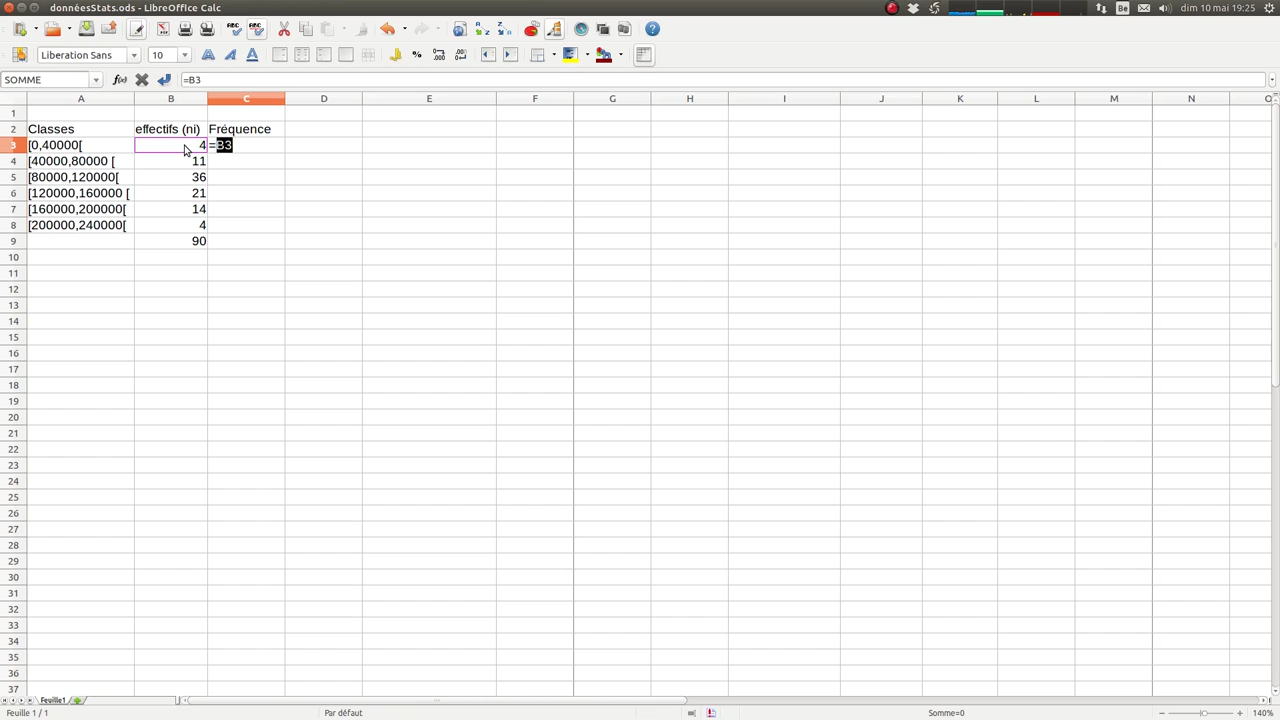 donnéesStats.ods - LibreOffice Calc
Be
dim 10 mai 19:25
Liberation Sans
10
SOMME
=B3
A B C D E F G H I J K L M N O
1
2 Classes effectifs (ni) Fréquence
3 [0,40000[ 4 =B3
4 [40000,80000 [ 11
5 [80000,120000[ 36
6 [120000,160000 [ 21
7 [160000,200000[ 14
8 [200000,240000[ 4
9 90
10
11
12
13
14
15
16
17
18
19
20
21
22
23
24
25
26
27
28
29
30
31
32
33
34
35
36
37
Feuille1
Feuille 1 / 1
Par défaut
Somme=0
140%